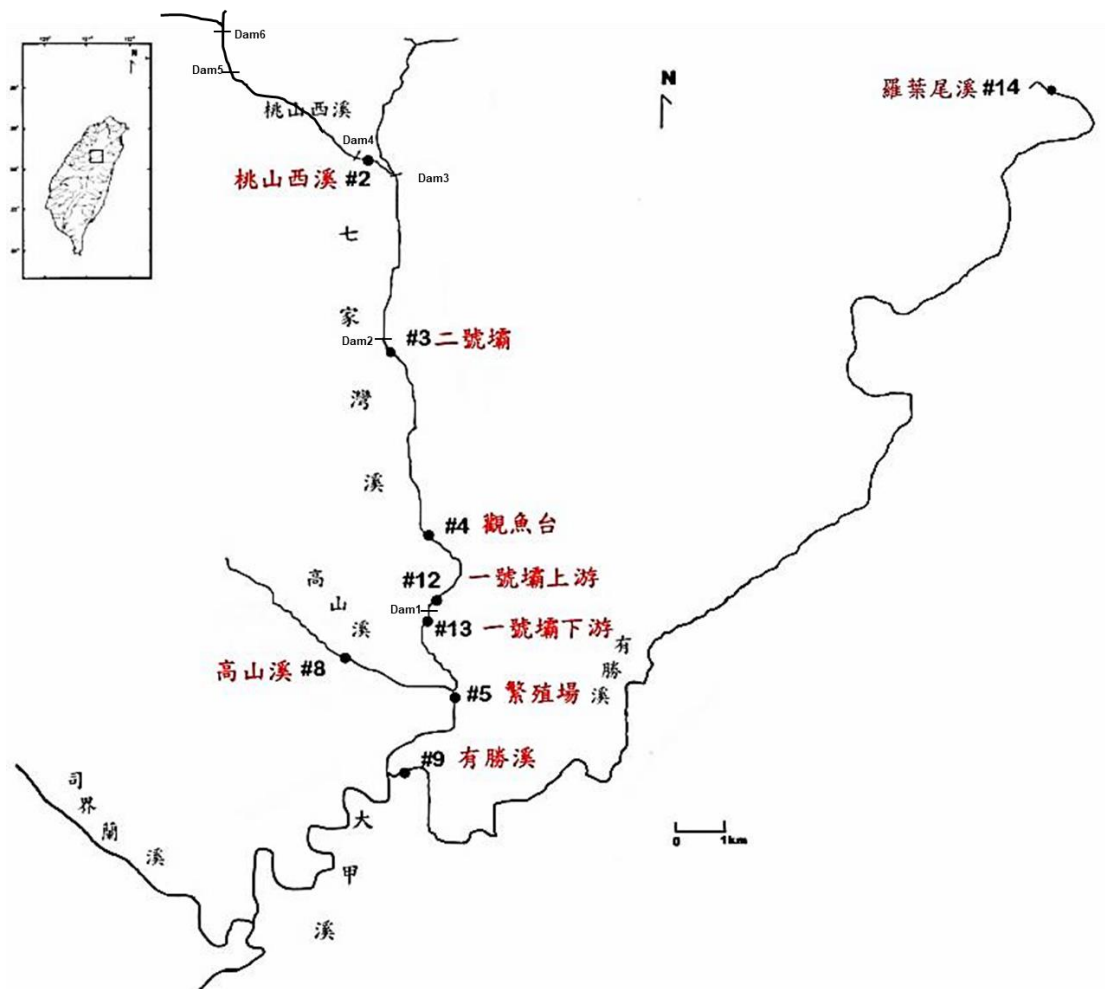 Dam6
Dam5
桃山西溪
Dam4
桃山西溪 #2
Dam3
N
N
羅葉尾溪 #14
七家灣溪
Dam2
#3 二號壩
#4 觀魚台
#12 一號壩上游
Dam1
#13 一號壩下游
高山溪
高山溪 #8
#5 繁殖場
有勝溪
#9 有勝溪
司界蘭溪
大甲溪
0 1km